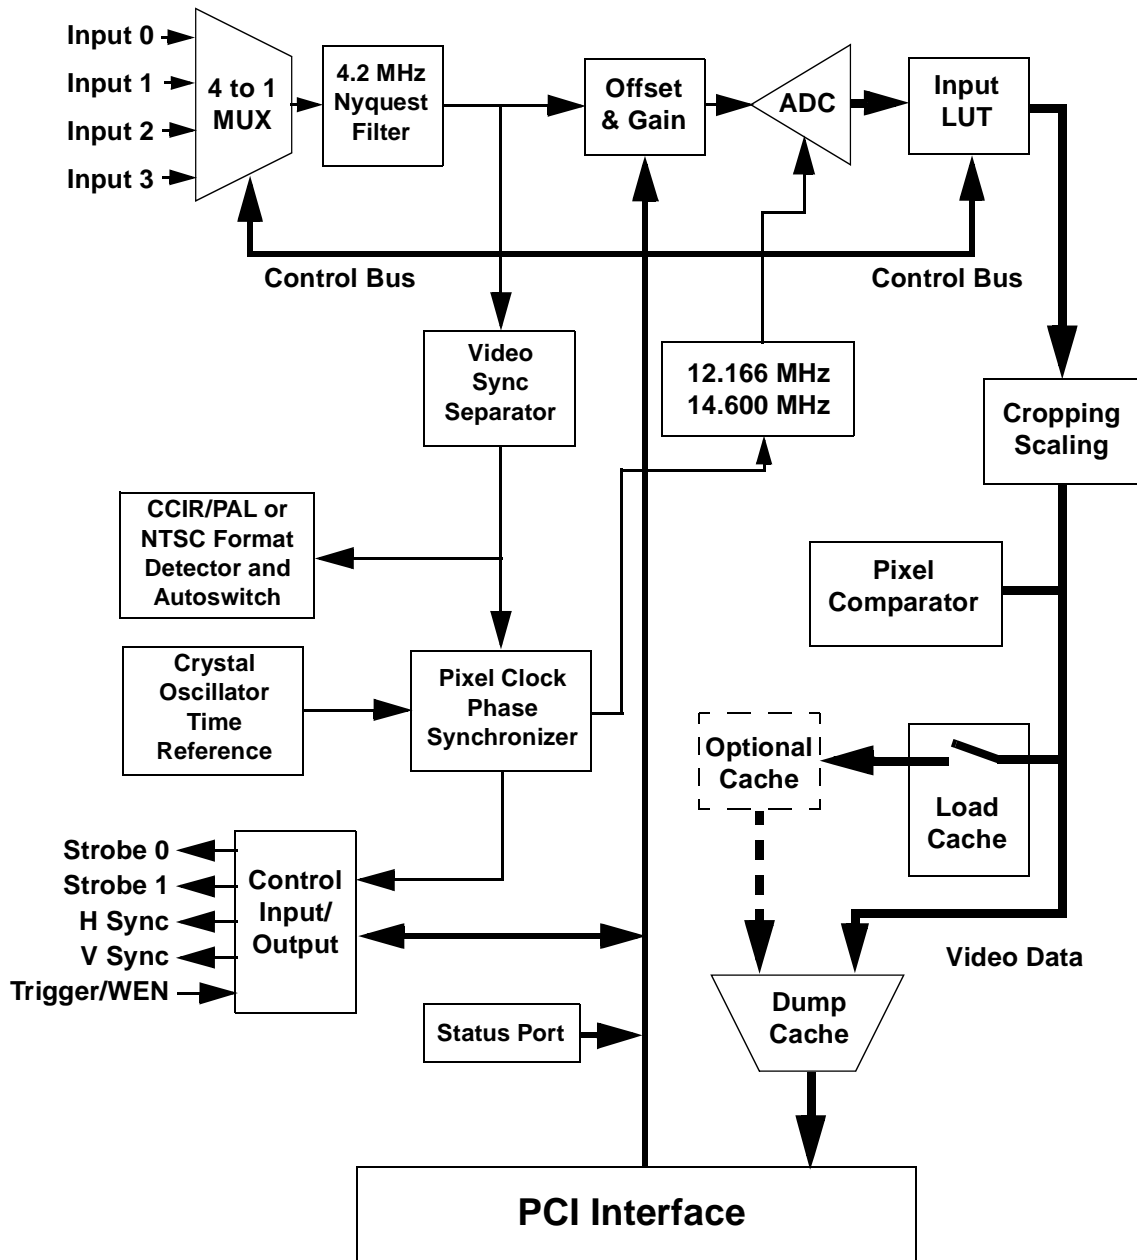 Input 0
Input 1
Input 2
Input 3
4 to 1
MUX
4.2 MHz
Nyquest
Filter
Offset
& Gain
ADC
Input
LUT
Control Bus
Control Bus
Video
Sync
Separator
12.166 MHz
14.600 MHz
Cropping
Scaling
CCIR/PAL or
NTSC Format
Detector and
Autoswitch
Pixel
Comparator
Crystal
Oscillator
Time
Reference
Pixel Clock
Phase
Synchronizer
Optional
Cache
Load
Cache
Strobe 0
Strobe 1
H Sync
V Sync
Trigger/WEN
Control
Input/
Output
Video Data
Status Port
Dump
Cache
PCI Interface